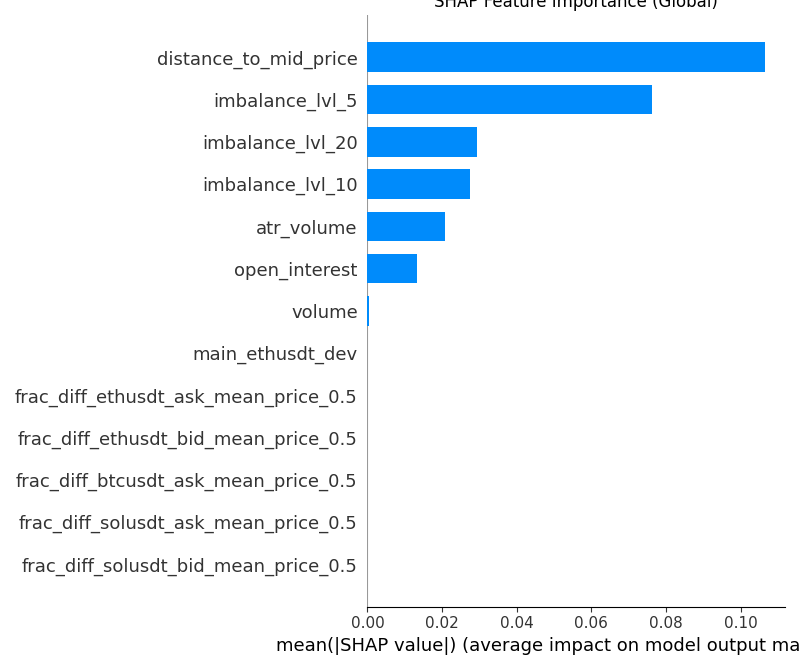 SHAP Feature Importance (Global)
distance_to_mid_price
imbalance_lvl_5
imbalance_lvl_20
imbalance_lvl_10
atr_volume
open_interest
volume
main_ethusdt_dev
frac_diff_ethusdt_ask_mean_price_0.5
frac_diff_ethusdt_bid_mean_price_0.5
frac_diff_btcusdt_ask_mean_price_0.5
frac_diff_solusdt_ask_mean_price_0.5
frac_diff_solusdt_bid_mean_price_0.5
0.00 0.02 0.04 0.06 0.08 0.10
mean(|SHAP value|) (average impact on model output ma